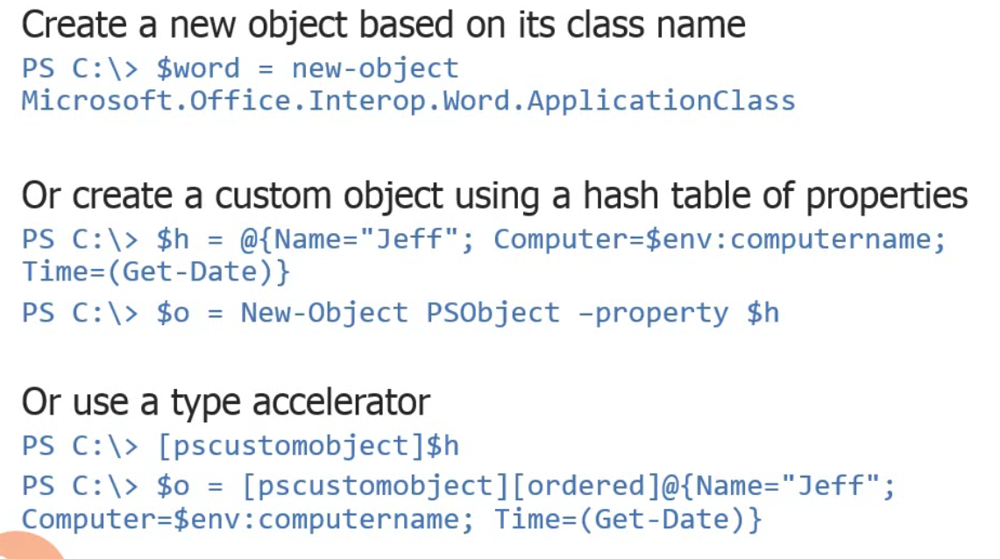 Create a new object based on its class name
PS C:\> $word = new-object
Microsoft.Office.Interop.Word.ApplicationClass
Or create a custom object using a hash table of properties
PS C:\> $h = @{Name="Jeff"; Computer=$env:computername;
Time=(Get-Date)}
PS C:\> $o = New-Object PSObject –property $h
Or use a type accelerator
PS C:\> [pscustomobject]$h
PS C:\> $o = [pscustomobject][ordered]@{Name="Jeff";
Computer=$env:computername; Time=(Get-Date)}